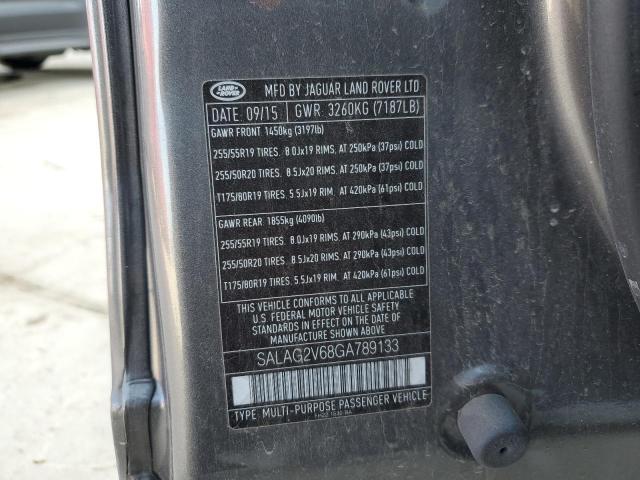 LAND ROVER
MFD BY JAGUAR LAND ROVER LTD
DATE. 09/15 GWR. 3260KG (7187LB)
GAWR FRONT 1450kg (3197lb)
255/55R19 TIRES. 8.0Jx19 RIMS. AT 250kPa (37psi) COLD
255/50R20 TIRES. 8.5Jx20 RIMS. AT 250kPa (37psi) COLD
T175/80R19 TIRES. 5.5Jx19 RIM. AT 420kPa (61psi) COLD
GAWR REAR. 1855kg (4090lb)
255/55R19 TIRES. 8.0Jx19 RIMS. AT 290kPa (43psi) COLD
255/50R20 TIRES. 8.5Jx20 RIMS. AT 290kPa (43psi) COLD
T175/80R19 TIRES. 5.5Jx19 RIM. AT 420kPa (61psi) COLD
THIS VEHICLE CONFORMS TO ALL APPLICABLE
U.S. FEDERAL MOTOR VEHICLE SAFETY
STANDARDS IN EFFECT ON THE DATE OF
MANUFACTURE SHOWN ABOVE.
SALAG2V68GA789133
TYPE: MULTI-PURPOSE PASSENGER VEHICLE